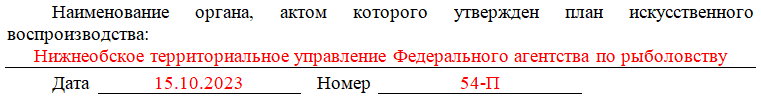 Наименование органа, актом которого утвержден план искусственного
воспроизводства:
Нижнеобское территориальное управление Федерального агентства по рыболовству
Дата 15.10.2023 Номер 54-П